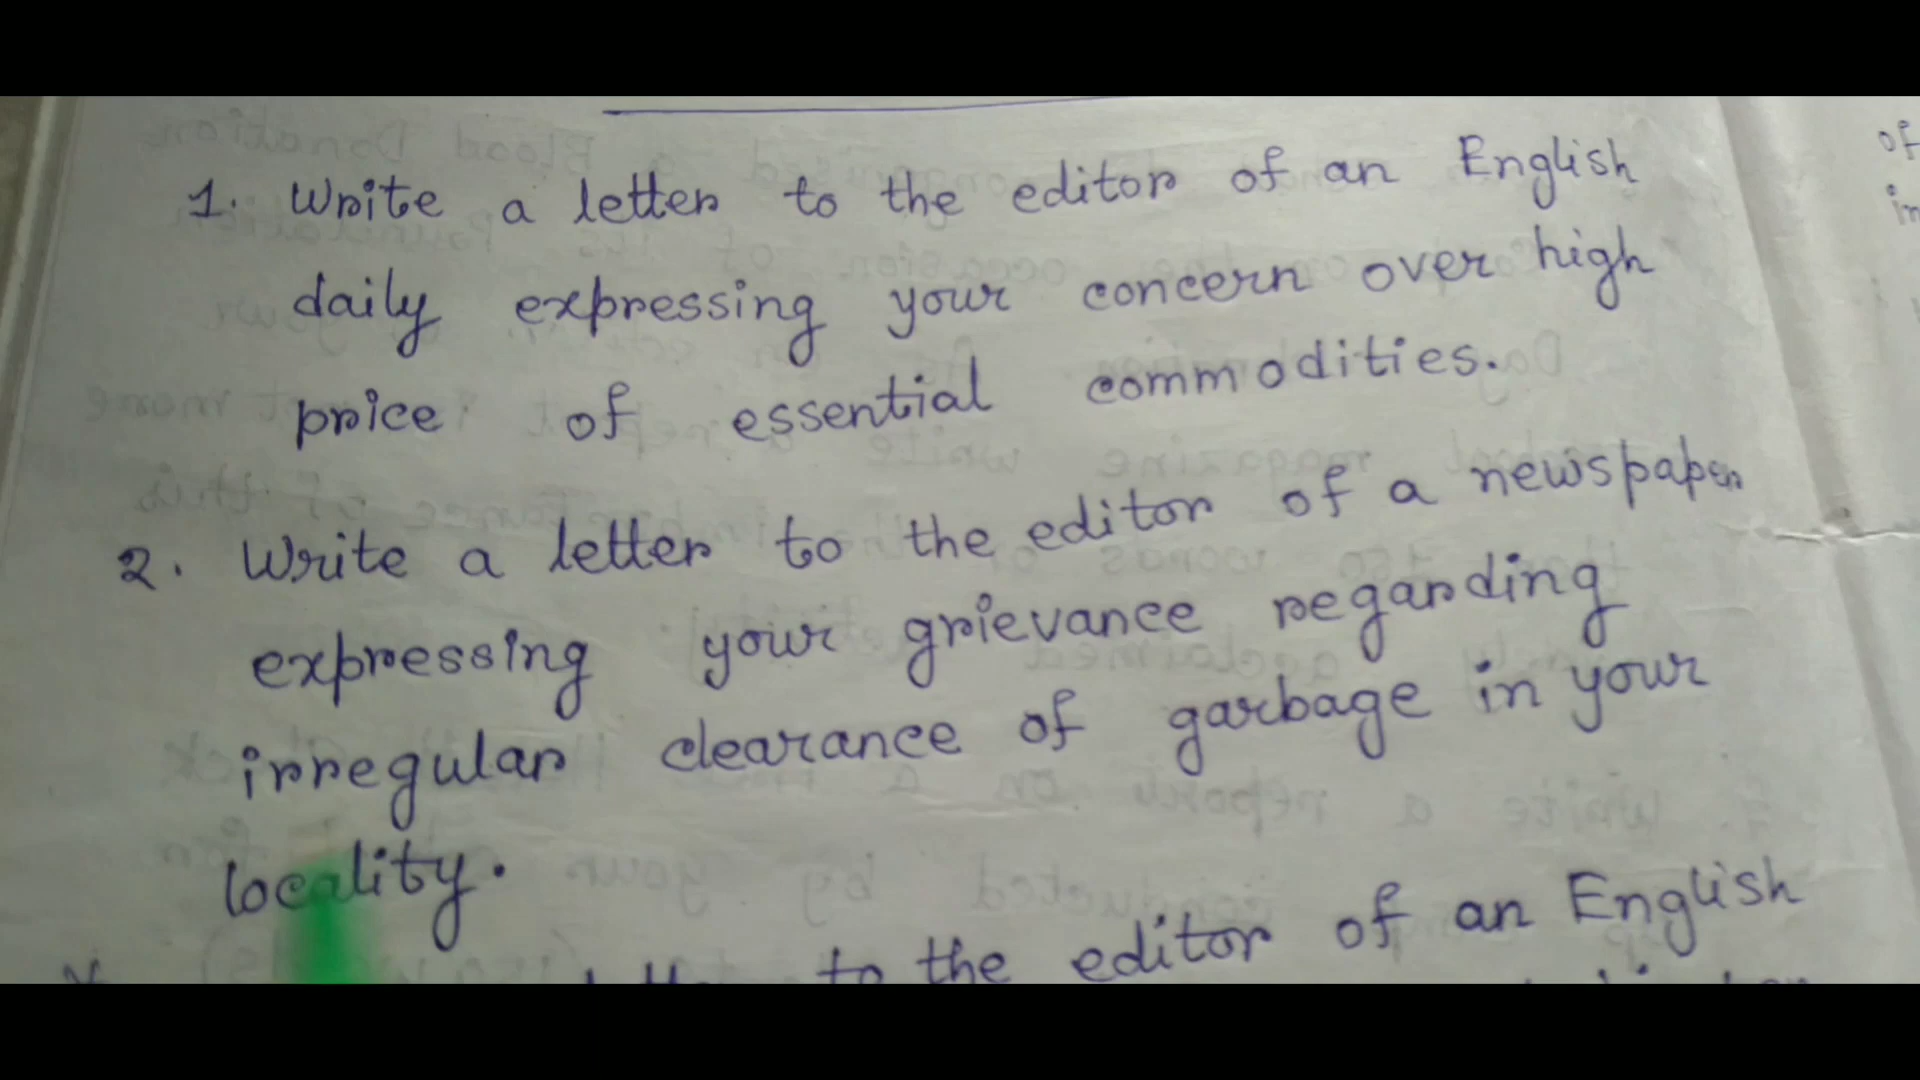 1. Write a letter to the editor of an English
daily expressing your concern over high
price of essential commodities.
2. Write a letter to the editor of a newspaper
expressing your grievance regarding
irregular clearance of garbage in your
locality.
to the editor of an English
of
in